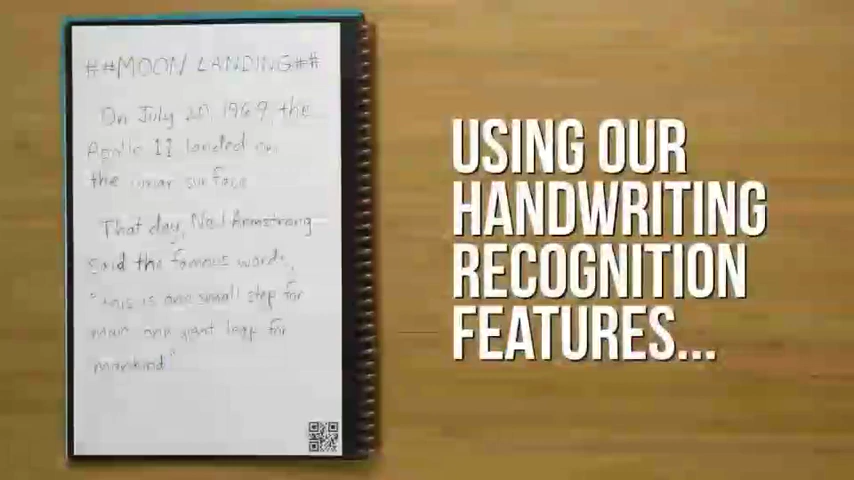 ##MOON LANDING##
On July 20, 1969, the
Apollo 11 landed on
the lunar surface
That day, Neil Armstrong
said the famous words,
"This is one small step for
man one giant leap for
mankind"
USING OUR
HANDWRITING
RECOGNITION
FEATURES...